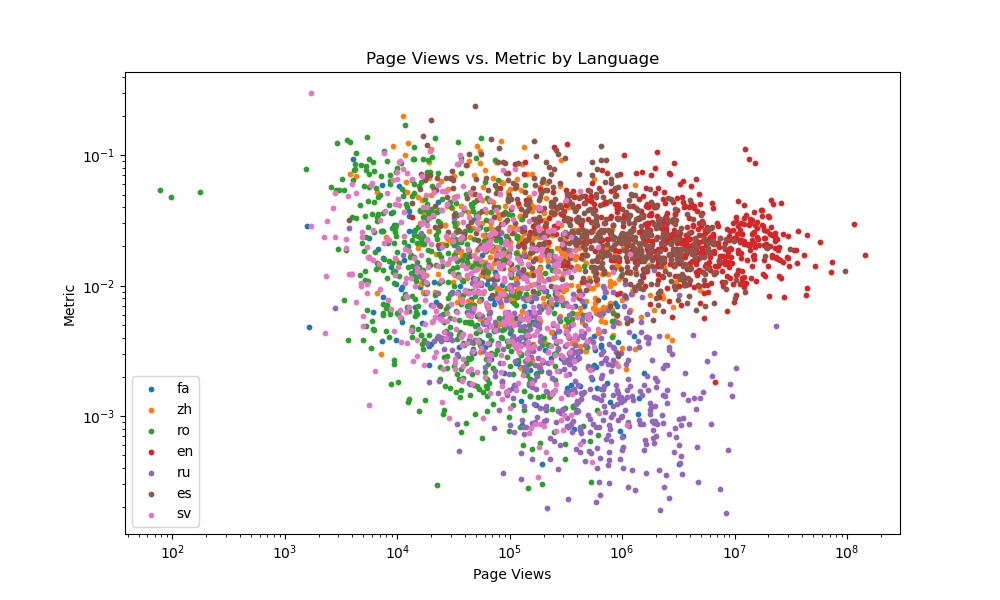 Page Views vs. Metric by Language
Metric
10⁻¹
10⁻²
10⁻³
fa
zh
ro
en
ru
es
sv
10² 10³ 10⁴ 10⁵ 10⁶ 10⁷ 10⁸
Page Views